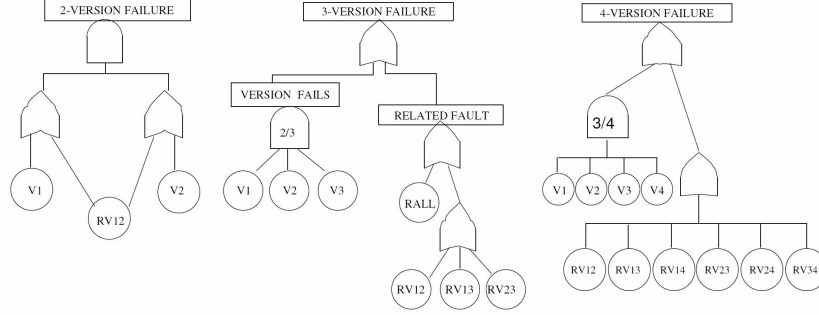 2-VERSION FAILURE
V1
V2
RV12
3-VERSION FAILURE
VERSION FAILS
2/3
V1
V2
V3
RELATED FAULT
RALL
RV12
RV13
RV23
4-VERSION FAILURE
3/4
V1
V2
V3
V4
RV12
RV13
RV14
RV23
RV24
RV34